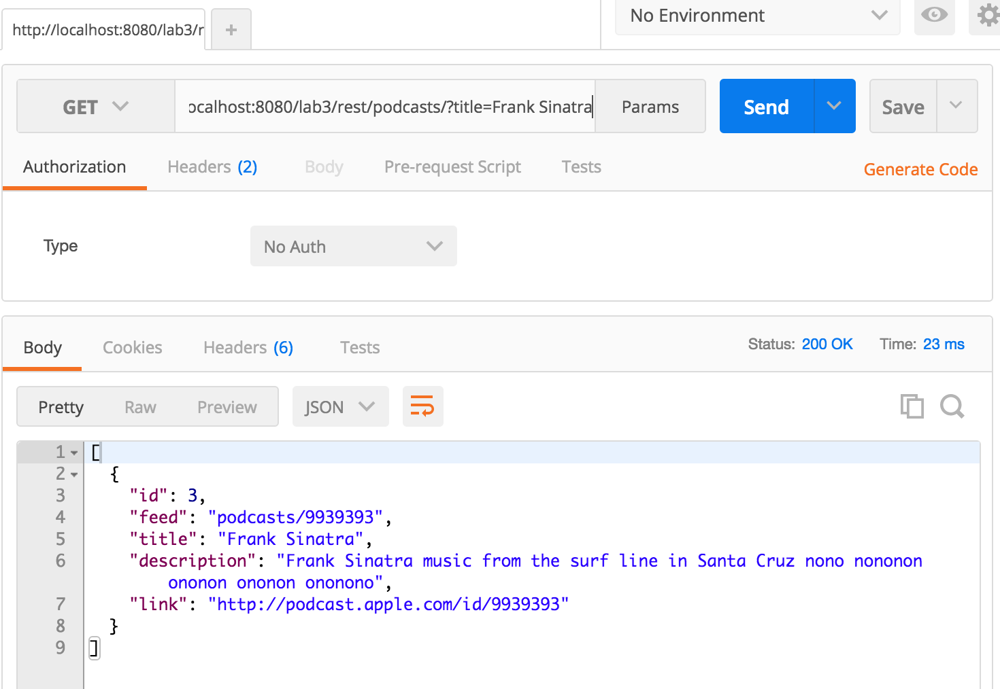 http://localhost:8080/lab3/r
+
No Environment
GET
ocalhost:8080/lab3/rest/podcasts/?title=Frank Sinatra
Params
Send
Save
Authorization
Headers (2)
Body
Pre-request Script
Tests
Generate Code
Type
No Auth
Body
Cookies
Headers (6)
Tests
Status: 200 OK
Time: 23 ms
Pretty
Raw
Preview
JSON
1 [
2 {
3 "id": 3,
4 "feed": "podcasts/9939393",
5 "title": "Frank Sinatra",
6 "description": "Frank Sinatra music from the surf line in Santa Cruz nono nononon
ononon ononon ononono",
7 "link": "http://podcast.apple.com/id/9939393"
8 }
9 ]